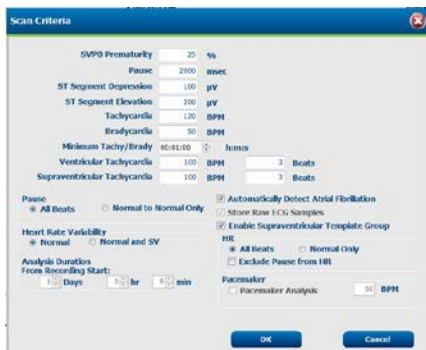 Scan Criteria
SVPB Prematurity 25 %
Pause 2000 msec
ST Segment Depression 100 µV
ST Segment Elevation 200 µV
Tachycardia 120 BPM
Bradycardia 50 BPM
Minimum Tachy/Brady 00:01:00 h:m:s
Ventricular Tachycardia 100 BPM 3 Beats
Supraventricular Tachycardia 100 BPM 3 Beats
Pause
All Beats Normal to Normal Only
Heart Rate Variability
Normal Normal and SV
Analysis Duration
From Recording Start:
Days hr 0 min
Automatically Detect Atrial Fibrillation
Store Raw ECG Samples
Enable Supraventricular Template Group
HR
All Beats Normal Only
Exclude Pause from HR
Pacemaker
Pacemaker Analysis 50 BPM
OK Cancel